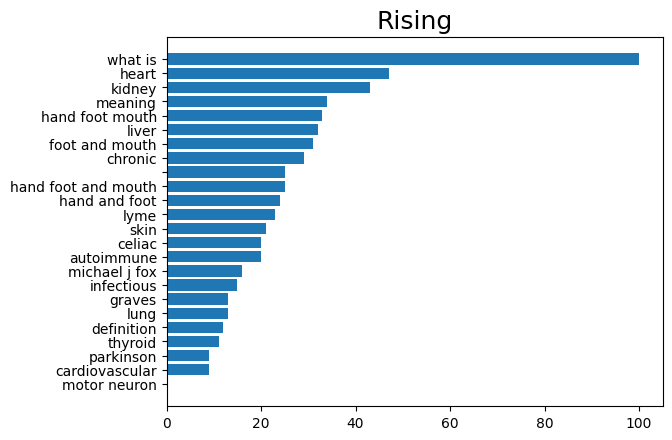 Rising
what is
heart
kidney
meaning
hand foot mouth
liver
foot and mouth
chronic
hand foot and mouth
hand and foot
lyme
skin
celiac
autoimmune
michael j fox
infectious
graves
lung
definition
thyroid
parkinson
cardiovascular
motor neuron
0 20 40 60 80 100